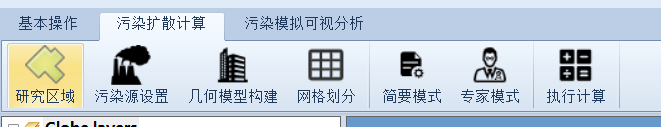 基本操作 污染扩散计算 污染模拟可视分析
研究区域 污染源设置 几何模型构建 网格划分 简要模式 专家模式 执行计算
Globe layers